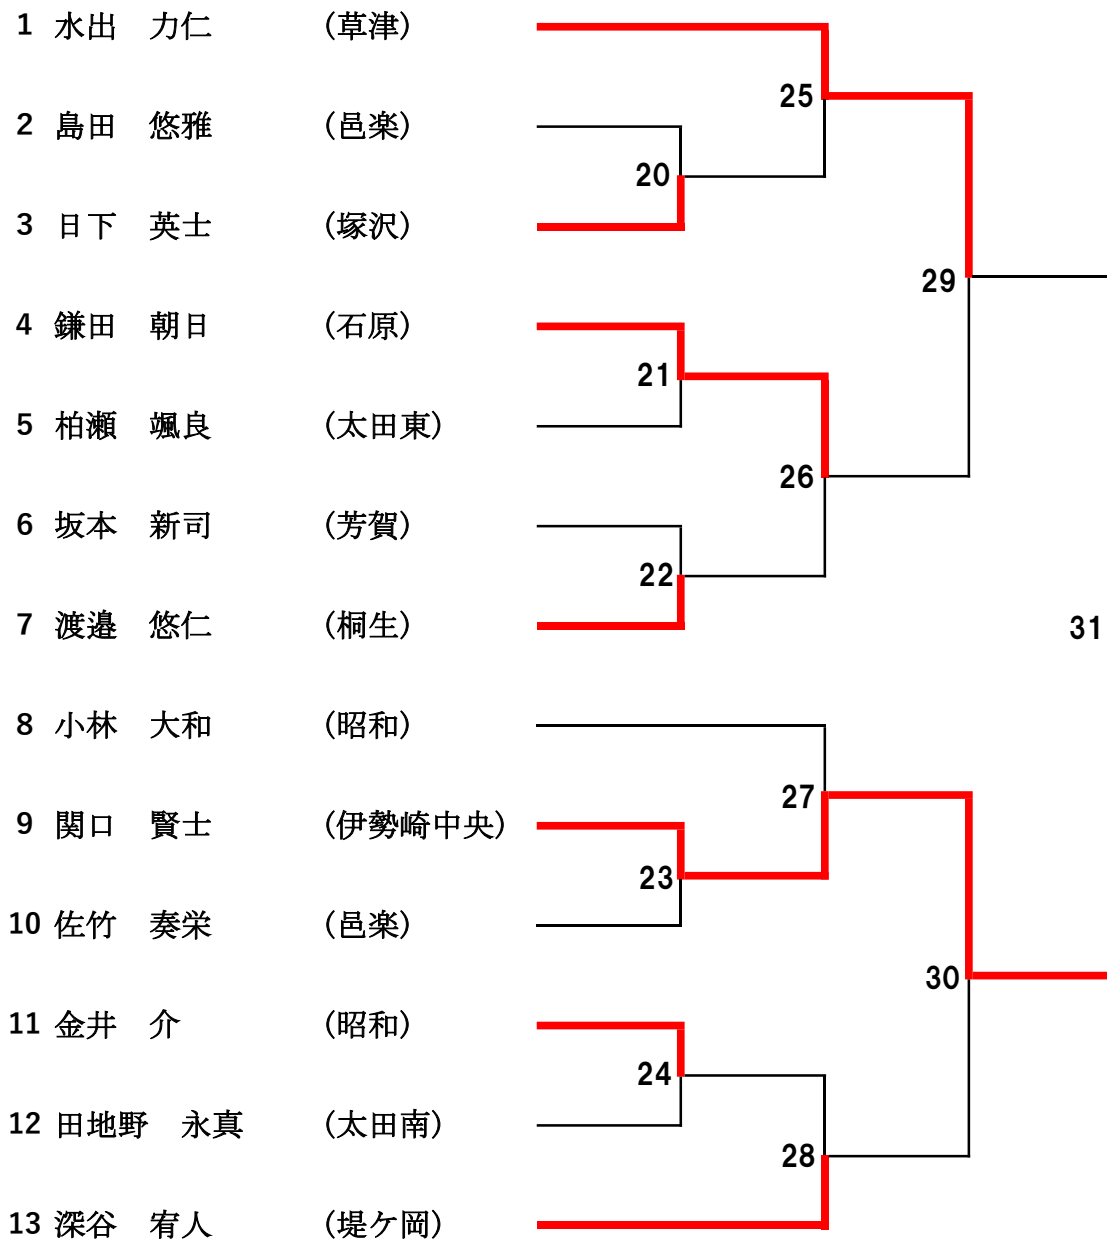 1 水出 力仁 (草津)
25
2 島田 悠雅 (邑楽)
20
3 日下 英士 (塚沢)
29
4 鎌田 朝日 (石原)
21
5 柏瀬 颯良 (太田東)
26
6 坂本 新司 (芳賀)
22
7 渡邉 悠仁 (桐生)
31
8 小林 大和 (昭和)
27
9 関口 賢士 (伊勢崎中央)
23
10 佐竹 奏栄 (邑楽)
30
11 金井 介 (昭和)
24
12 田地野 永真 (太田南)
28
13 深谷 宥人 (堤ケ岡)